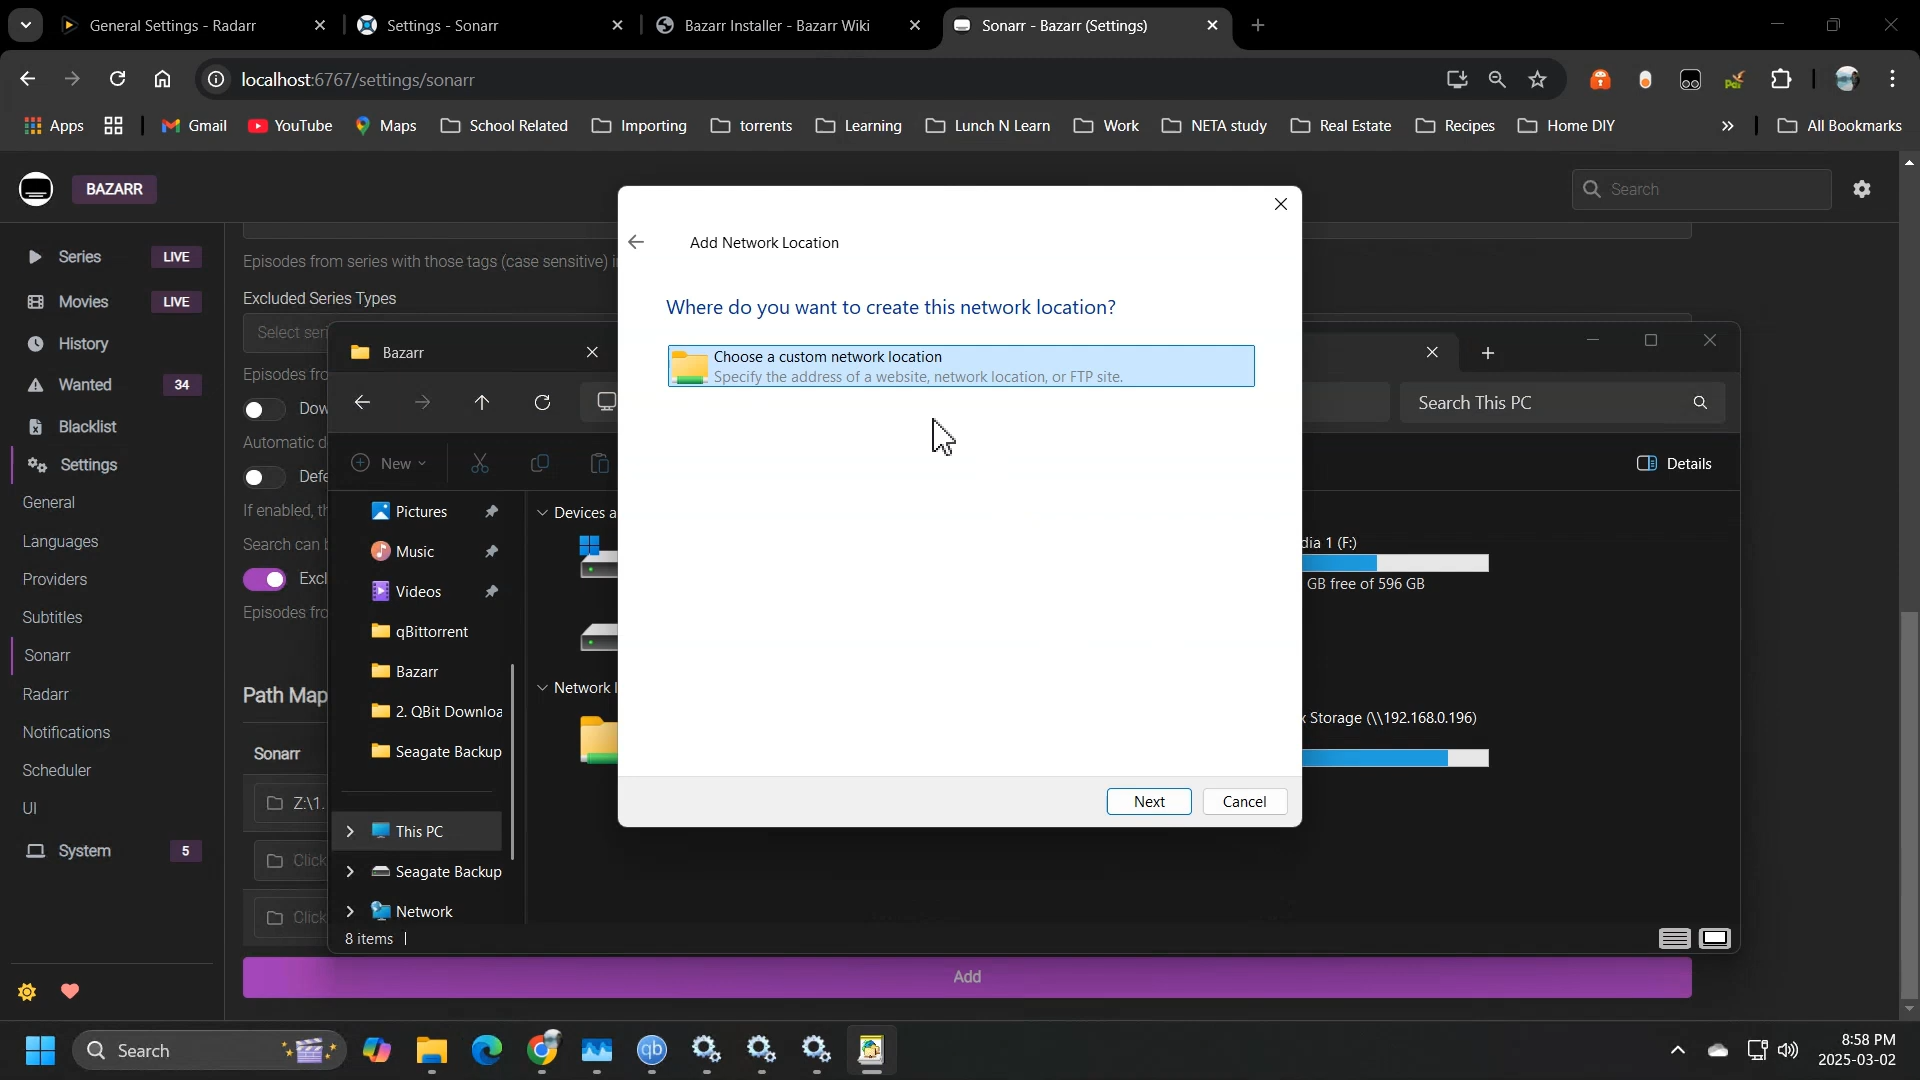 General Settings - Radarr
Settings - Sonarr
Bazarr Installer - Bazarr Wiki
Sonarr - Bazarr (Settings)
localhost:6767/settings/sonarr
Apps
Gmail
YouTube
Maps
School Related
Importing
torrents
Learning
Lunch N Learn
Work
NETA study
Real Estate
Recipes
Home DIY
All Bookmarks
BAZARR
Search
Series
LIVE
Movies
LIVE
History
Wanted
34
Blacklist
Settings
General
Languages
Providers
Subtitles
Sonarr
Radarr
Notifications
Scheduler
UI
System
5
Episodes from series with those tags (case sensitive) i
Excluded Series Types
Select seri
Episodes fro
Dow
Automatic d
Defe
If enabled, th
Search can b
Excl
Episodes fro
Path Map
Sonarr
Z:\1.
Click
Click
Add
Bazarr
Search This PC
New
Details
Pictures
Music
Videos
qBittorrent
Bazarr
2. QBit Downloa
Seagate Backup
This PC
Seagate Backup
Network
8 items
Devices a
Network l
dia 1 (F:)
GB free of 596 GB
Storage (\\192.168.0.196)
Add Network Location
Where do you want to create this network location?
Choose a custom network location
Specify the address of a website, network location, or FTP site.
Next
Cancel
Search
8:58 PM
2025-03-02